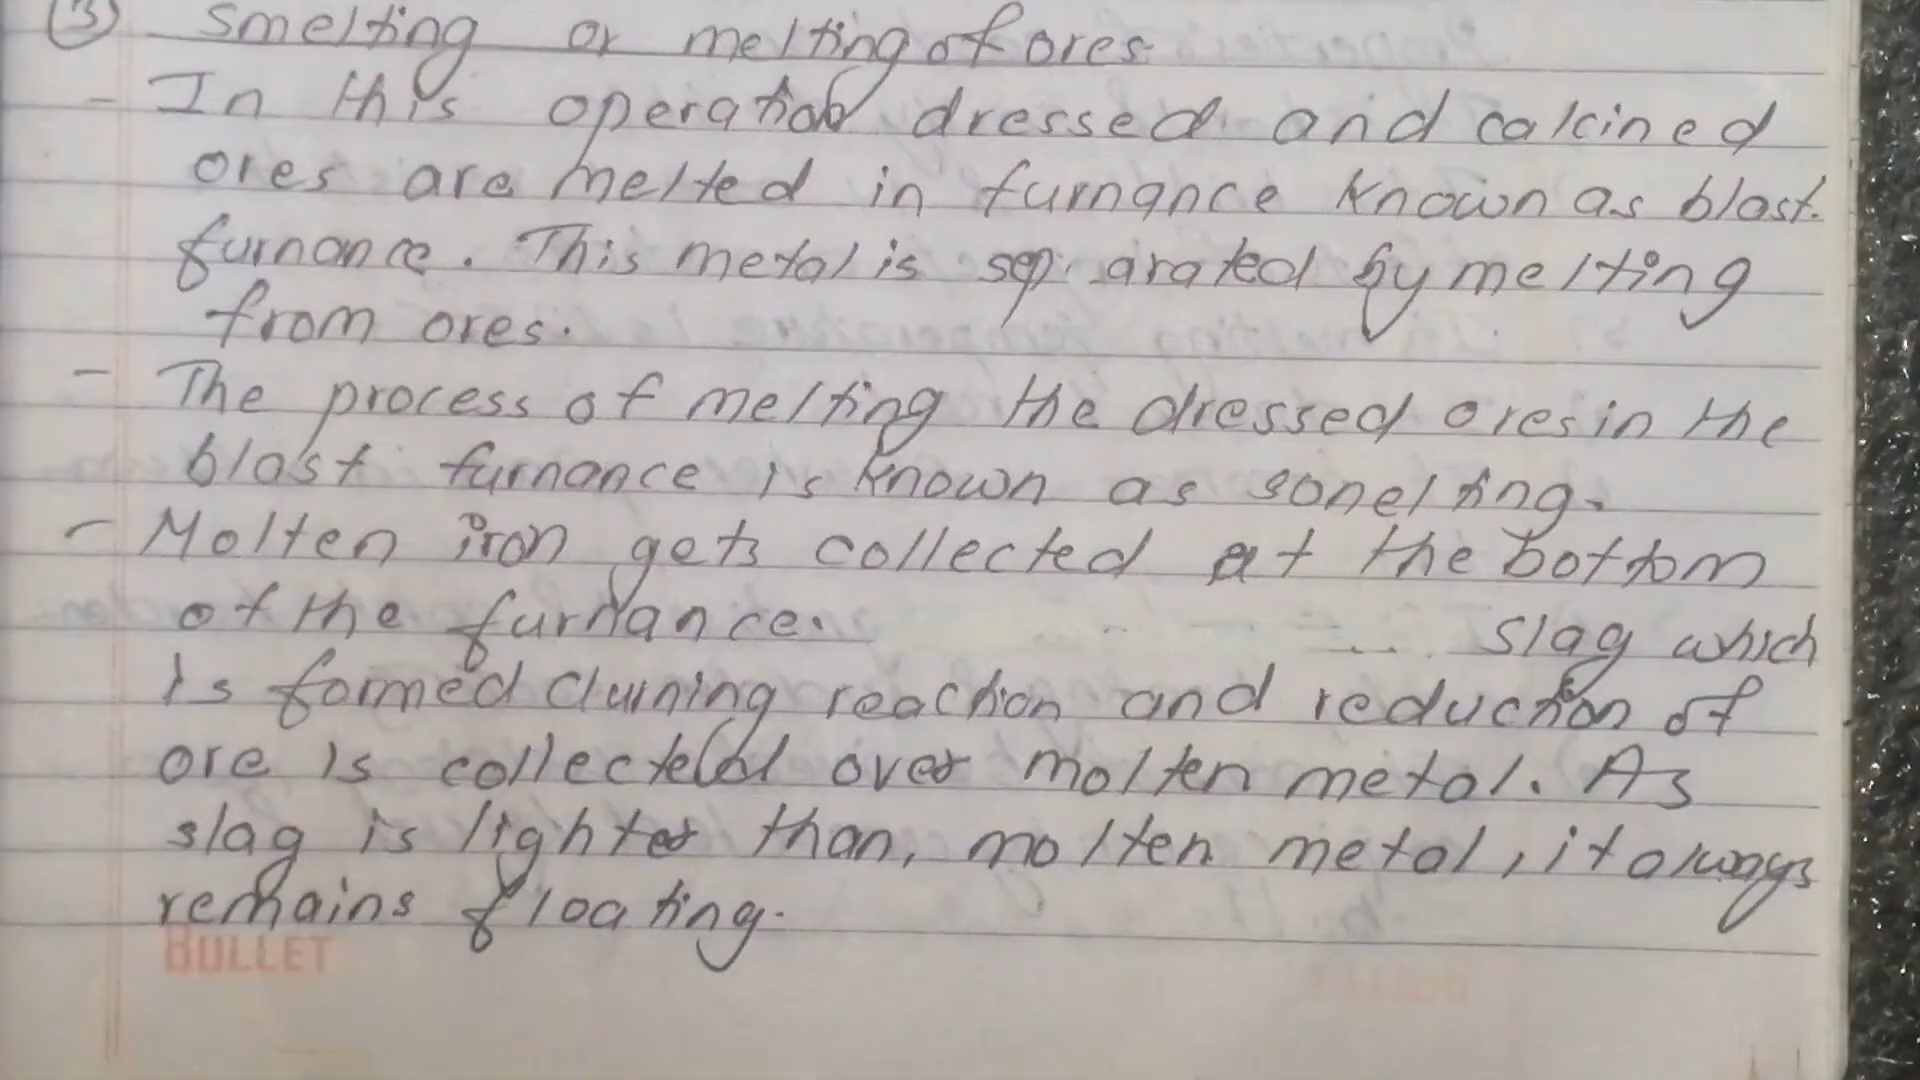 ③ smelting or melting of ores
- In this operation dressed and calcined
ores are melted in furnance known as blast
furnance. This metal is separated by melting
from ores.
- The process of melting the dressed ores in the
blast furnance is known as smelting.
- Molten iron gets collected at the bottom
of the furnance. slag which
is formed during reaction and reduction of
ore is collected over molten metal. As
slag is lighter than, molten metal, it always
remains floating.
BULLET